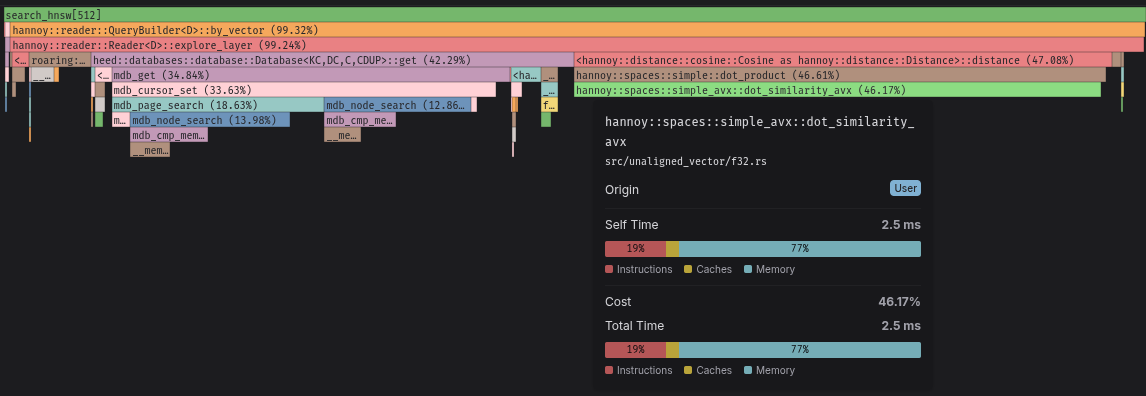 search_hnsw[512]
hannoy::reader::QueryBuilder<D>::by_vector (99.32%)
hannoy::reader::Reader<D>::explore_layer (99.24%)
<… roaring:… heed::databases::database::Database<KC,DC,C,CDUP>::get (42.29%) <hannoy::distance::cosine::Cosine as hannoy::distance::Distance>::distance (47.08%)
__… <… mdb_get (34.84%) <ha… _… hannoy::spaces::simple::dot_product (46.61%)
mdb_cursor_set (33.63%) _… hannoy::spaces::simple_avx::dot_similarity_avx (46.17%)
mdb_page_search (18.63%) mdb_node_search (12.86… f…
m… mdb_node_search (13.98%) mdb_cmp_me…
mdb_cmp_mem… __me…
__mem…
hannoy::spaces::simple_avx::dot_similarity_
avx
src/unaligned_vector/f32.rs
Origin User
Self Time 2.5 ms
19% 77%
Instructions Caches Memory
Cost 46.17%
Total Time 2.5 ms
19% 77%
Instructions Caches Memory